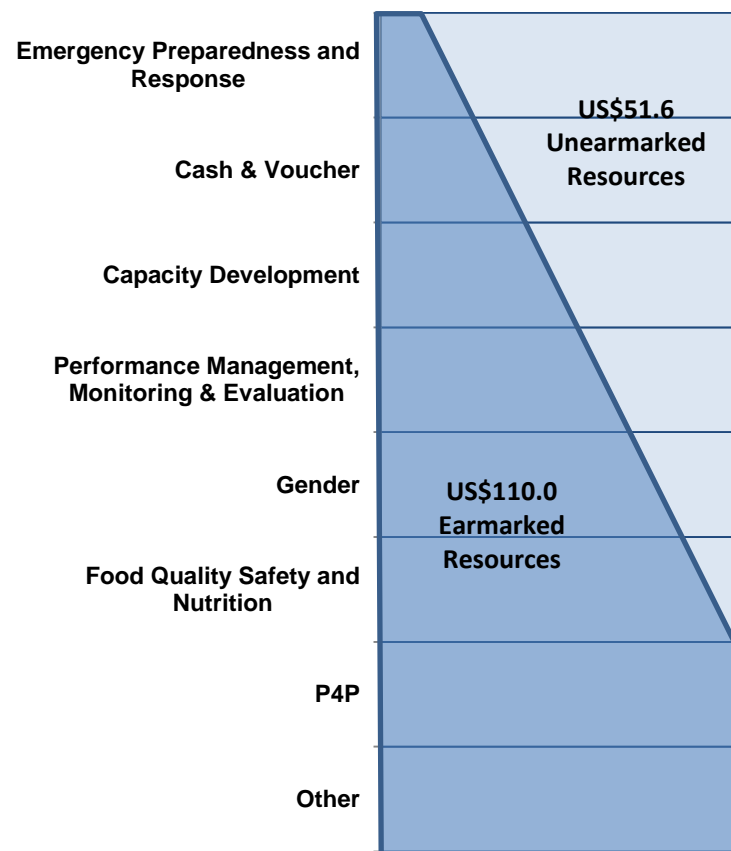 Emergency Preparedness and
Response
US$51.6
Unearmarked
Resources
Cash & Voucher
Capacity Development
Performance Management,
Monitoring & Evaluation
Gender
US$110.0
Earmarked
Resources
Food Quality Safety and
Nutrition
P4P
Other